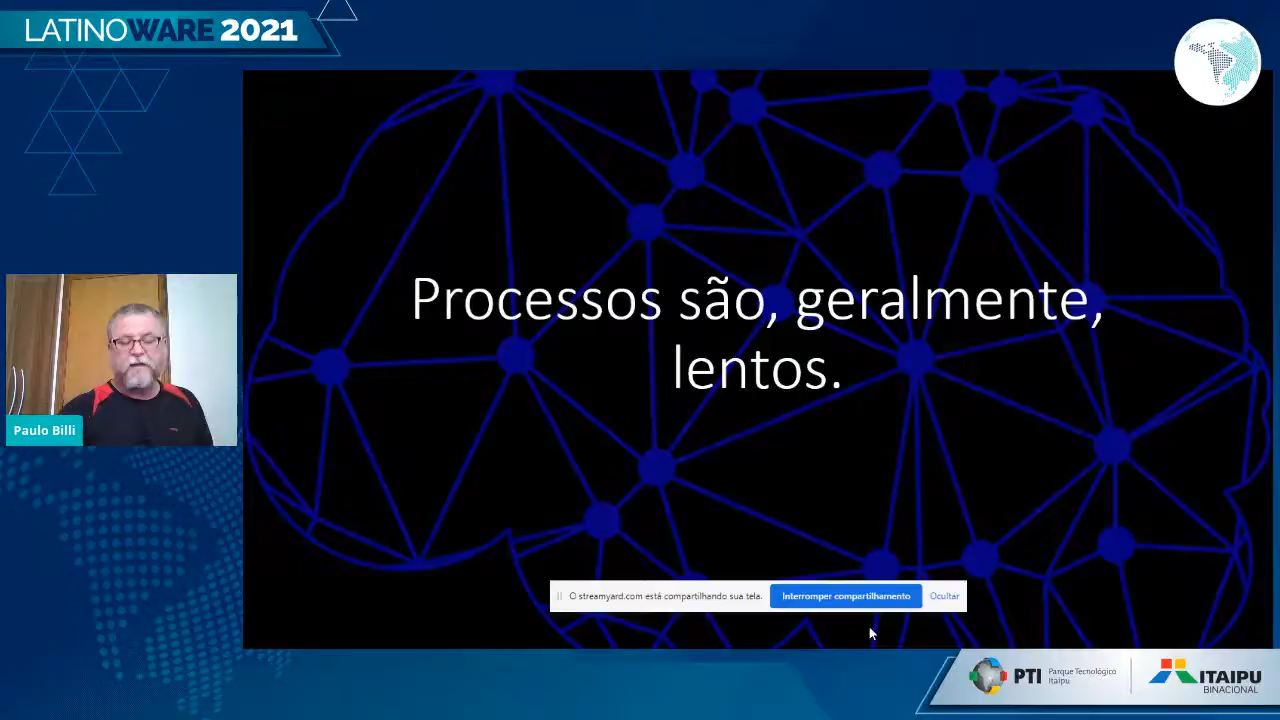 LATINOWARE 2021
Processos são, geralmente,
lentos.
Paulo Billi
O streamyard.com está compartilhando sua tela.
Interromper compartilhamento
Ocultar
PTI
Parque Tecnológico
Itaipu
ITAIPU
BINACIONAL